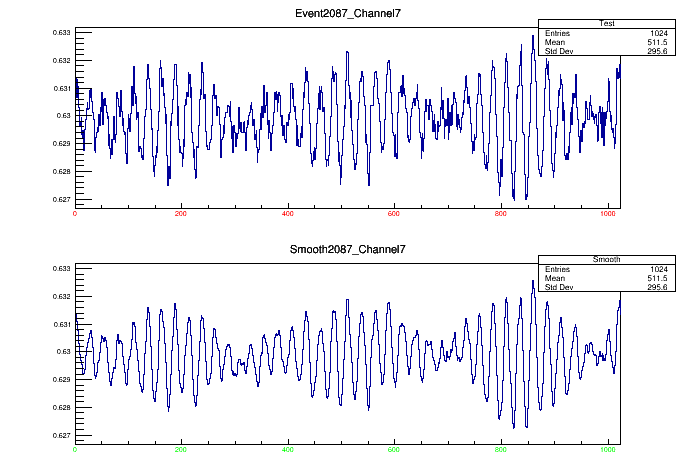 Event2087_Channel7
Test
Entries 1024
Mean 511.5
Std Dev 295.6
0.633
0.632
0.631
0.63
0.629
0.628
0.627
0 200 400 600 800 1000
Smooth2087_Channel7
Smooth
Entries 1024
Mean 511.5
Std Dev 295.6
0.633
0.632
0.631
0.63
0.629
0.628
0.627
0 200 400 600 800 1000